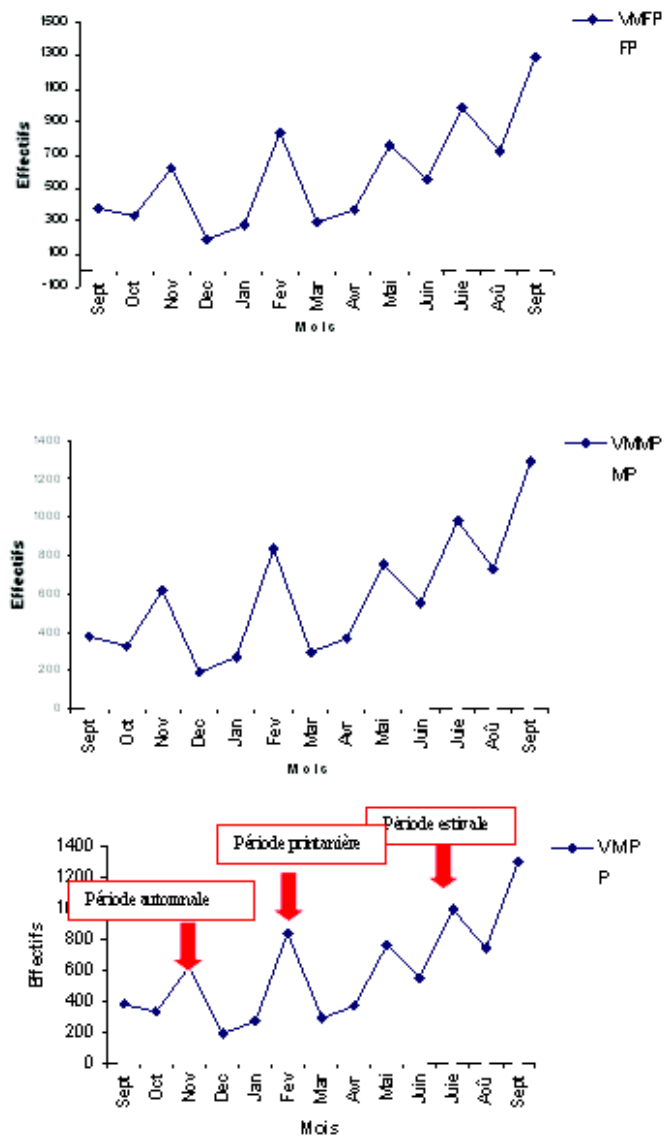 1500
1300
1100
900
700
500
300
100
-100
Effectifs
Sept Oct Nov Dec Jan Fev Mar Avr Mai Juin Juie Aoû Sept
Mois
VMFP
FP
1400
1200
1000
800
600
400
200
0
Effectifs
Sept Oct Nov Dec Jan Fev Mar Avr Mai Juin Juie Aoû Sept
Mois
VMMP
MP
Période estivale
Période printanière
Période automnale
1400
1200
800
600
400
200
0
Effectifs
Sept Oct Nov Dec Jan Fev Mar Avr Mai Juin Juie Aoû Sept
Mois
VMP
P